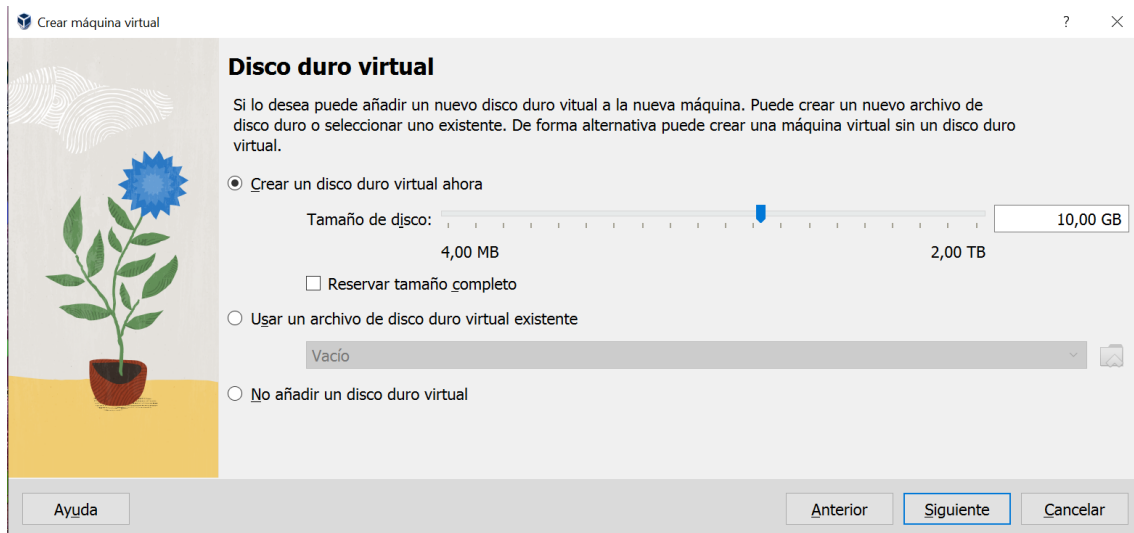 Crear máquina virtual
Disco duro virtual
Si lo desea puede añadir un nuevo disco duro vitual a la nueva máquina. Puede crear un nuevo archivo de
disco duro o seleccionar uno existente. De forma alternativa puede crear una máquina virtual sin un disco duro
virtual.
Crear un disco duro virtual ahora
Tamaño de disco:
10,00 GB
4,00 MB
2,00 TB
Reservar tamaño completo
Usar un archivo de disco duro virtual existente
Vacío
No añadir un disco duro virtual
Ayuda
Anterior
Siguiente
Cancelar